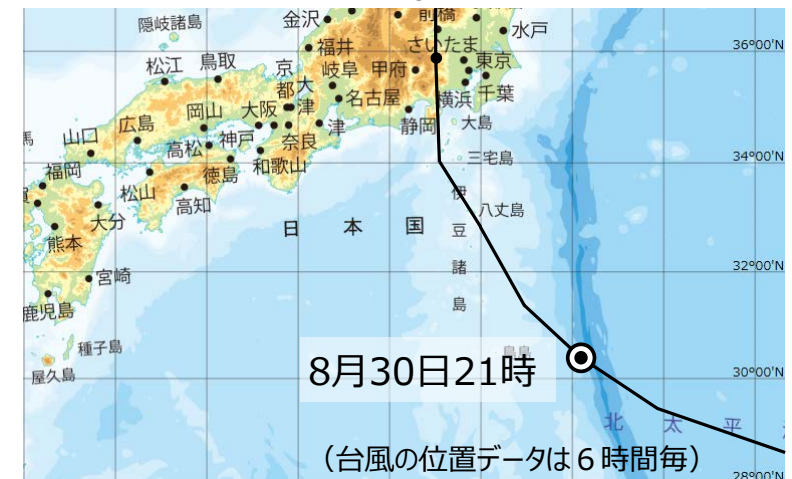 隠岐諸島
金沢
前橋
水戸
36°00'N
福井
さいたま
松江
鳥取
京都
岐阜
甲府
東京
大津
名古屋
横浜
千葉
岡山
大阪
広島
神戸
奈良
津
静岡
大島
山口
高松
和歌山
三宅島
34°00'N
福岡
徳島
松山
高知
伊豆諸島
八丈島
大分
日本国
熊本
宮崎
32°00'N
鹿児島
種子島
屋久島
8月30日21時
鳥島
30°00'N
北太平
(台風の位置データは6時間毎)
28°00'N